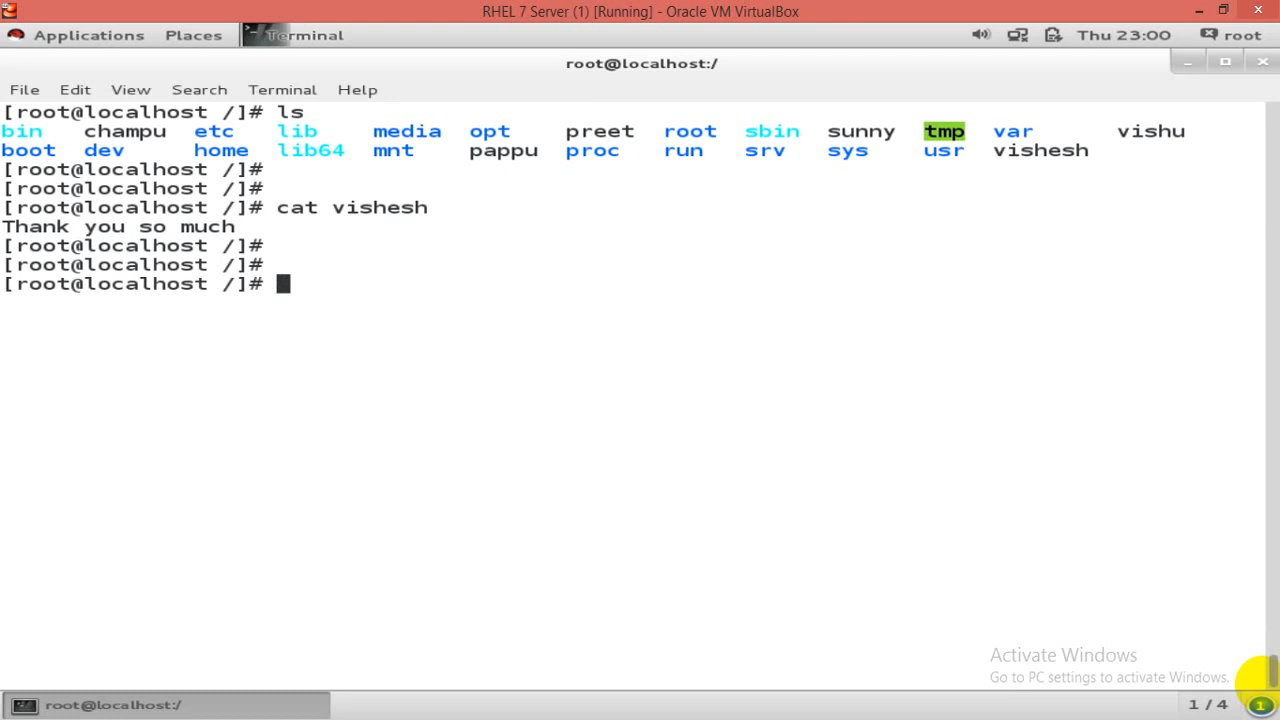 RHEL 7 Server (1) [Running] - Oracle VM VirtualBox
Applications Places Terminal Thu 23:00 root
root@localhost:/
File Edit View Search Terminal Help
[root@localhost /]# ls
bin champu etc lib media opt preet root sbin sunny tmp var vishu
boot dev home lib64 mnt pappu proc run srv sys usr vishesh
[root@localhost /]#
[root@localhost /]#
[root@localhost /]# cat vishesh
Thank you so much
[root@localhost /]#
[root@localhost /]#
[root@localhost /]#
Activate Windows
Go to PC settings to activate Windows.
root@localhost:/ 1 / 4 1